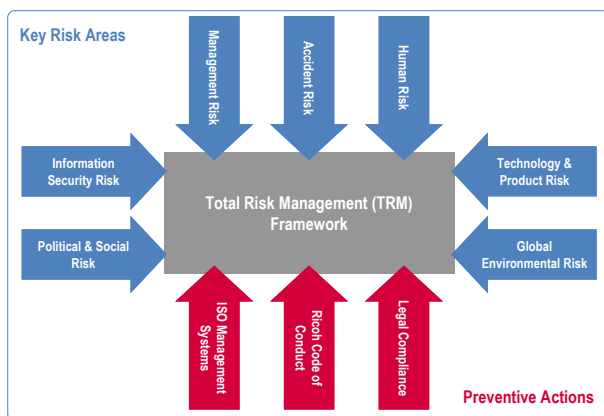 Key Risk Areas
Management Risk
Accident Risk
Human Risk
Information
Security Risk
Technology &
Product Risk
Total Risk Management (TRM)
Framework
Political & Social
Risk
Global
Environmental Risk
ISO Management
Systems
Ricoh Code of
Conduct
Legal Compliance
Preventive Actions